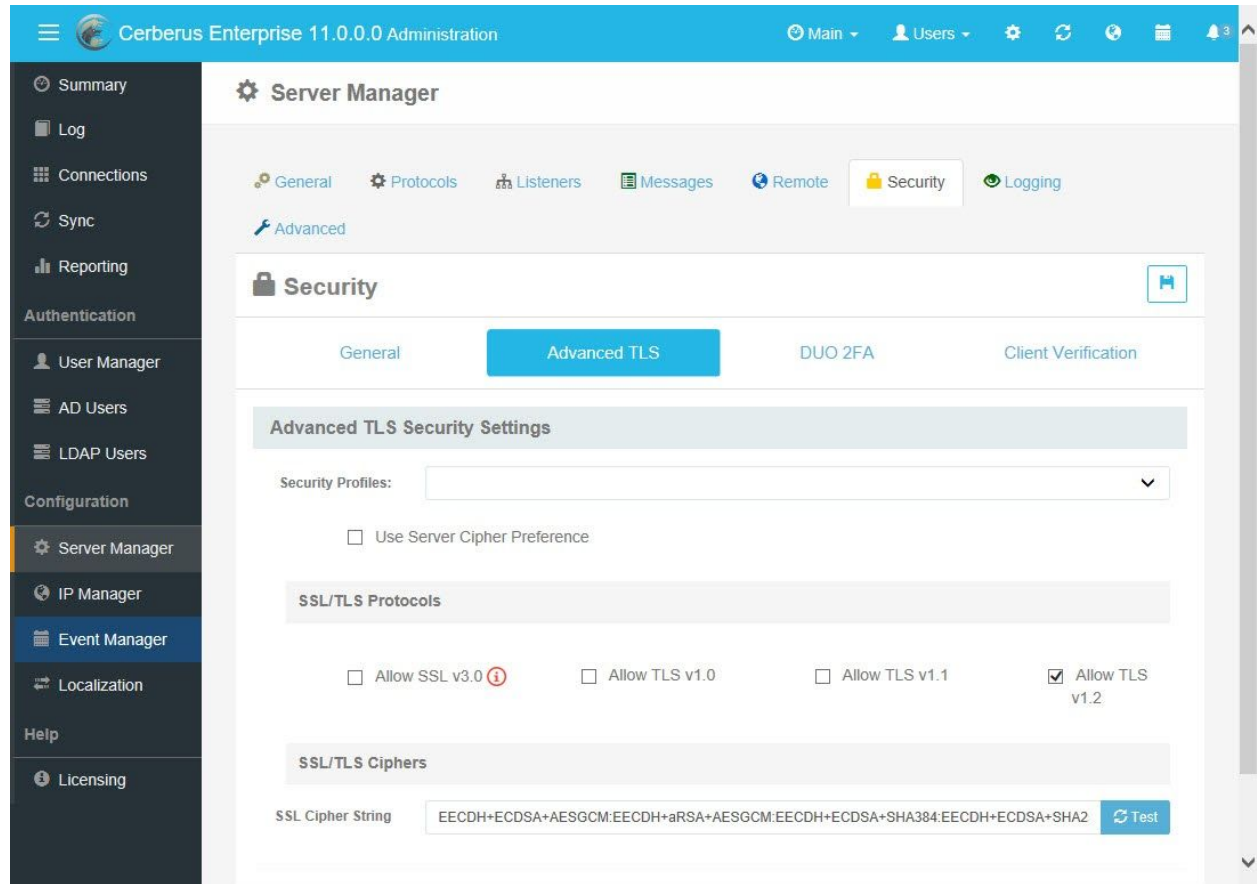 Cerberus Enterprise 11.0.0.0 Administration
Main
Users
3
Summary
Log
Connections
Sync
Reporting
Authentication
User Manager
AD Users
LDAP Users
Configuration
Server Manager
IP Manager
Event Manager
Localization
Help
Licensing
Server Manager
General
Protocols
Listeners
Messages
Remote
Security
Logging
Advanced
Security
General
Advanced TLS
DUO 2FA
Client Verification
Advanced TLS Security Settings
Security Profiles:
Use Server Cipher Preference
SSL/TLS Protocols
Allow SSL v3.0
Allow TLS v1.0
Allow TLS v1.1
Allow TLS
v1.2
SSL/TLS Ciphers
SSL Cipher String
EECDH+ECDSA+AESGCM:EECDH+aRSA+AESGCM:EECDH+ECDSA+SHA384:EECDH+ECDSA+SHA2
Test